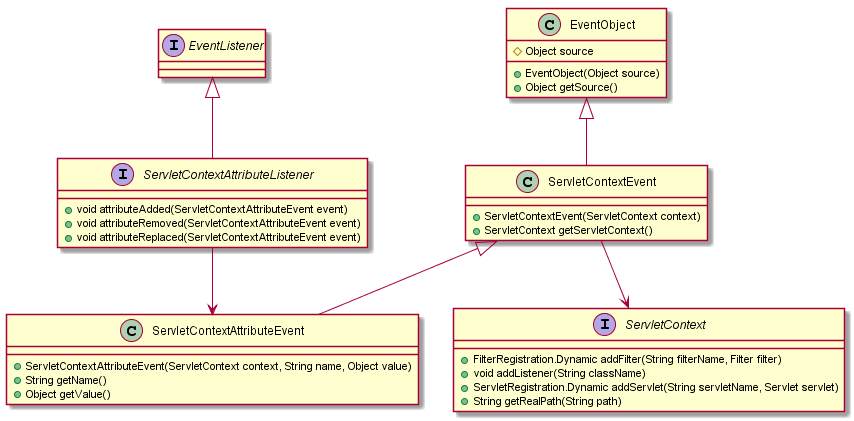 I EventListener
C EventObject
Object source
EventObject(Object source)
Object getSource()
I ServletContextAttributeListener
void attributeAdded(ServletContextAttributeEvent event)
void attributeRemoved(ServletContextAttributeEvent event)
void attributeReplaced(ServletContextAttributeEvent event)
C ServletContextEvent
ServletContextEvent(ServletContext context)
ServletContext getServletContext()
C ServletContextAttributeEvent
ServletContextAttributeEvent(ServletContext context, String name, Object value)
String getName()
Object getValue()
I ServletContext
FilterRegistration.Dynamic addFilter(String filterName, Filter filter)
void addListener(String className)
ServletRegistration.Dynamic addServlet(String servletName, Servlet servlet)
String getRealPath(String path)